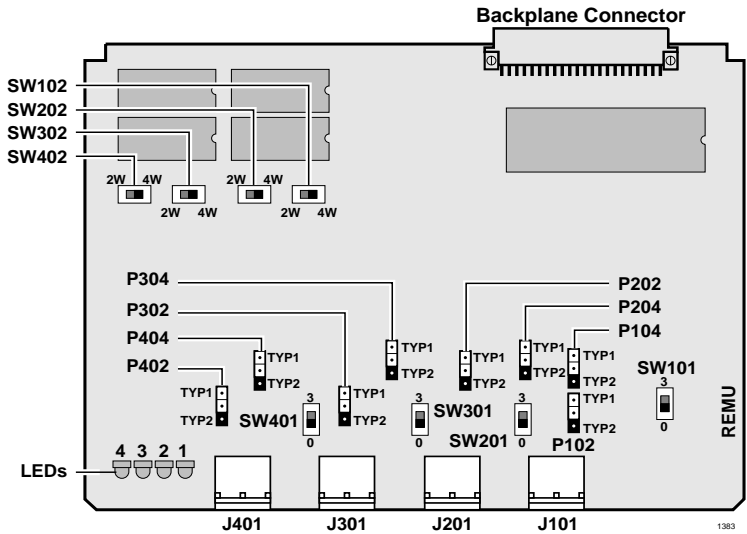 Backplane Connector
SW102
SW202
SW302
SW402
2W 4W
2W 4W
2W 4W
2W 4W
P304
P302
P404
P402
P202
P204
P104
TYP1
TYP2
TYP1
TYP2
TYP1
TYP2
TYP1
TYP2
TYP1
TYP2
TYP1
TYP2
TYP1
TYP2
TYP1
TYP2
SW101
3
0
SW401
3
0
SW301
3
0
SW201
3
0
P102
REMU
4 3 2 1
LEDs
J401 J301 J201 J101
1383